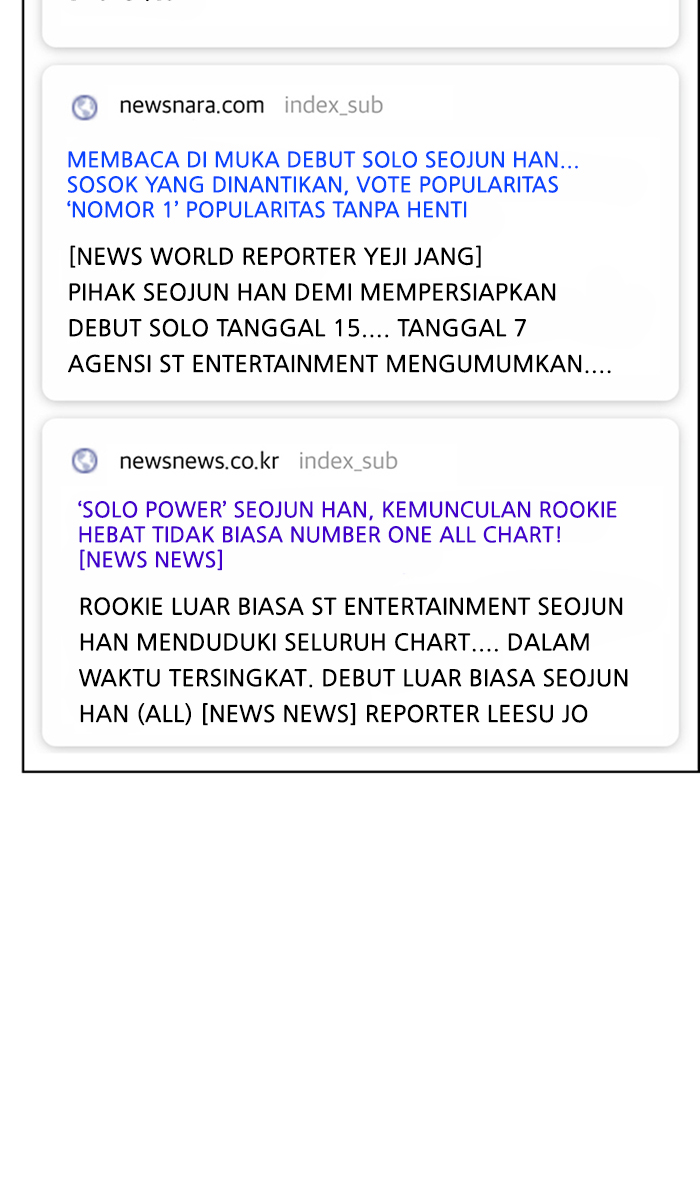 newsnara.com index_sub
MEMBACA DI MUKA DEBUT SOLO SEOJUN HAN...
SOSOK YANG DINANTIKAN, VOTE POPULARITAS
‘NOMOR 1’ POPULARITAS TANPA HENTI
[NEWS WORLD REPORTER YEJI JANG]
PIHAK SEOJUN HAN DEMI MEMPERSIAPKAN
DEBUT SOLO TANGGAL 15.... TANGGAL 7
AGENSI ST ENTERTAINMENT MENGUMUMKAN....
newsnews.co.kr index_sub
‘SOLO POWER’ SEOJUN HAN, KEMUNCULAN ROOKIE
HEBAT TIDAK BIASA NUMBER ONE ALL CHART!
[NEWS NEWS]
ROOKIE LUAR BIASA ST ENTERTAINMENT SEOJUN
HAN MENDUDUKI SELURUH CHART.... DALAM
WAKTU TERSINGKAT. DEBUT LUAR BIASA SEOJUN
HAN (ALL) [NEWS NEWS] REPORTER LEESU JO